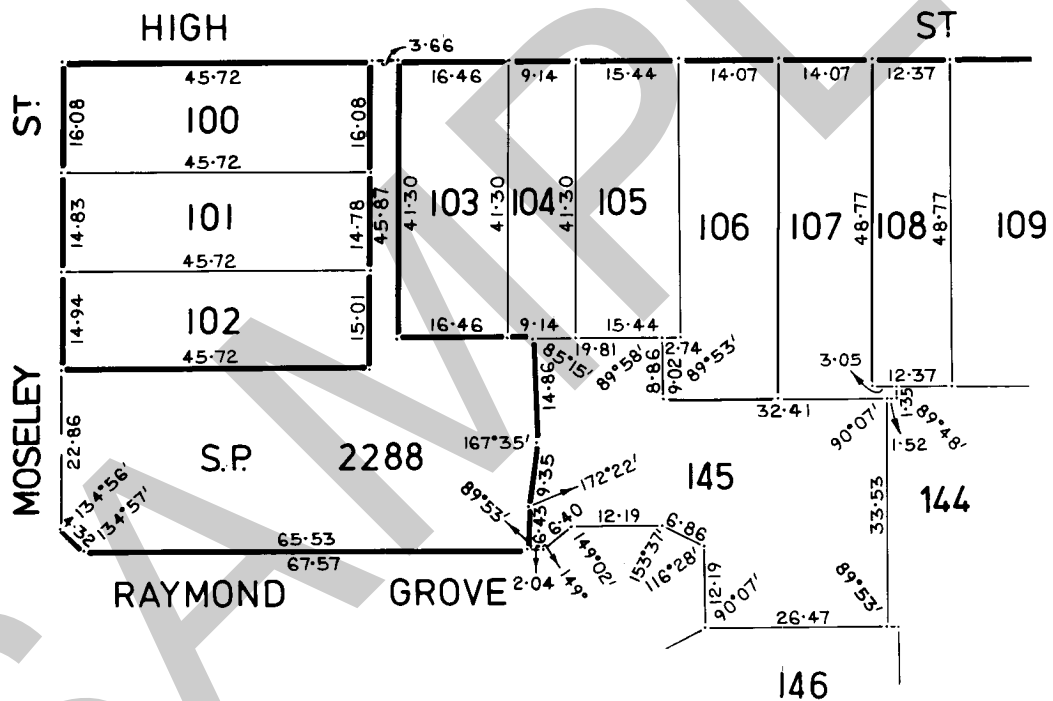 HIGH ST
3·66
45·72 16·46 9·14 15·44 14·07 14·07 12·37
ST.
16·08 100 16·08
45·72
14·83 101 14·78 45·87 41·30 103 41·30 104 41·30 105 106 107 48·77 108 48·77 109
45·72
14·94 102 15·01
45·72
16·46 9·14 15·44
19·81 2·74
85°15' 89°58' 8·86 9·02 89°53'
3·05 12·37
14·86 32·41 1·35 89°48'
90°07' 1·52
MOSELEY
22·86 S.P. 2288 167°35' 145 144
9·35 172°22'
134°56' 89°53' 33·53
4·32 134°57' 6·43 6·40 12·19 6·86
65·53
67·57
149°02' 153°37' 116°28'
RAYMOND GROVE 2·04 149° 12·19 90°07' 89°53'
26·47
146
SAMPLE